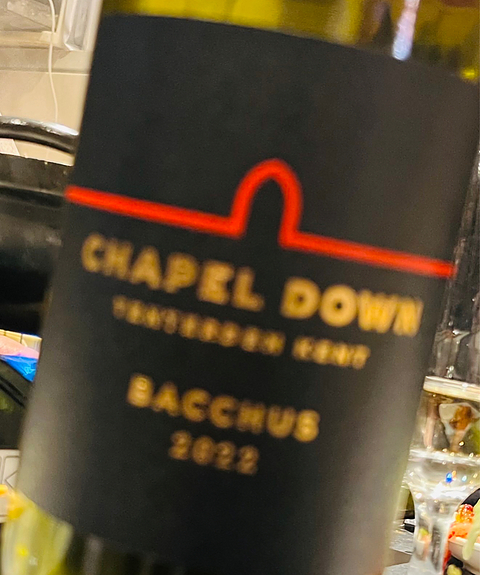 CHAPEL DOWN
TENTERDEN KENT
BACCHUS
2022